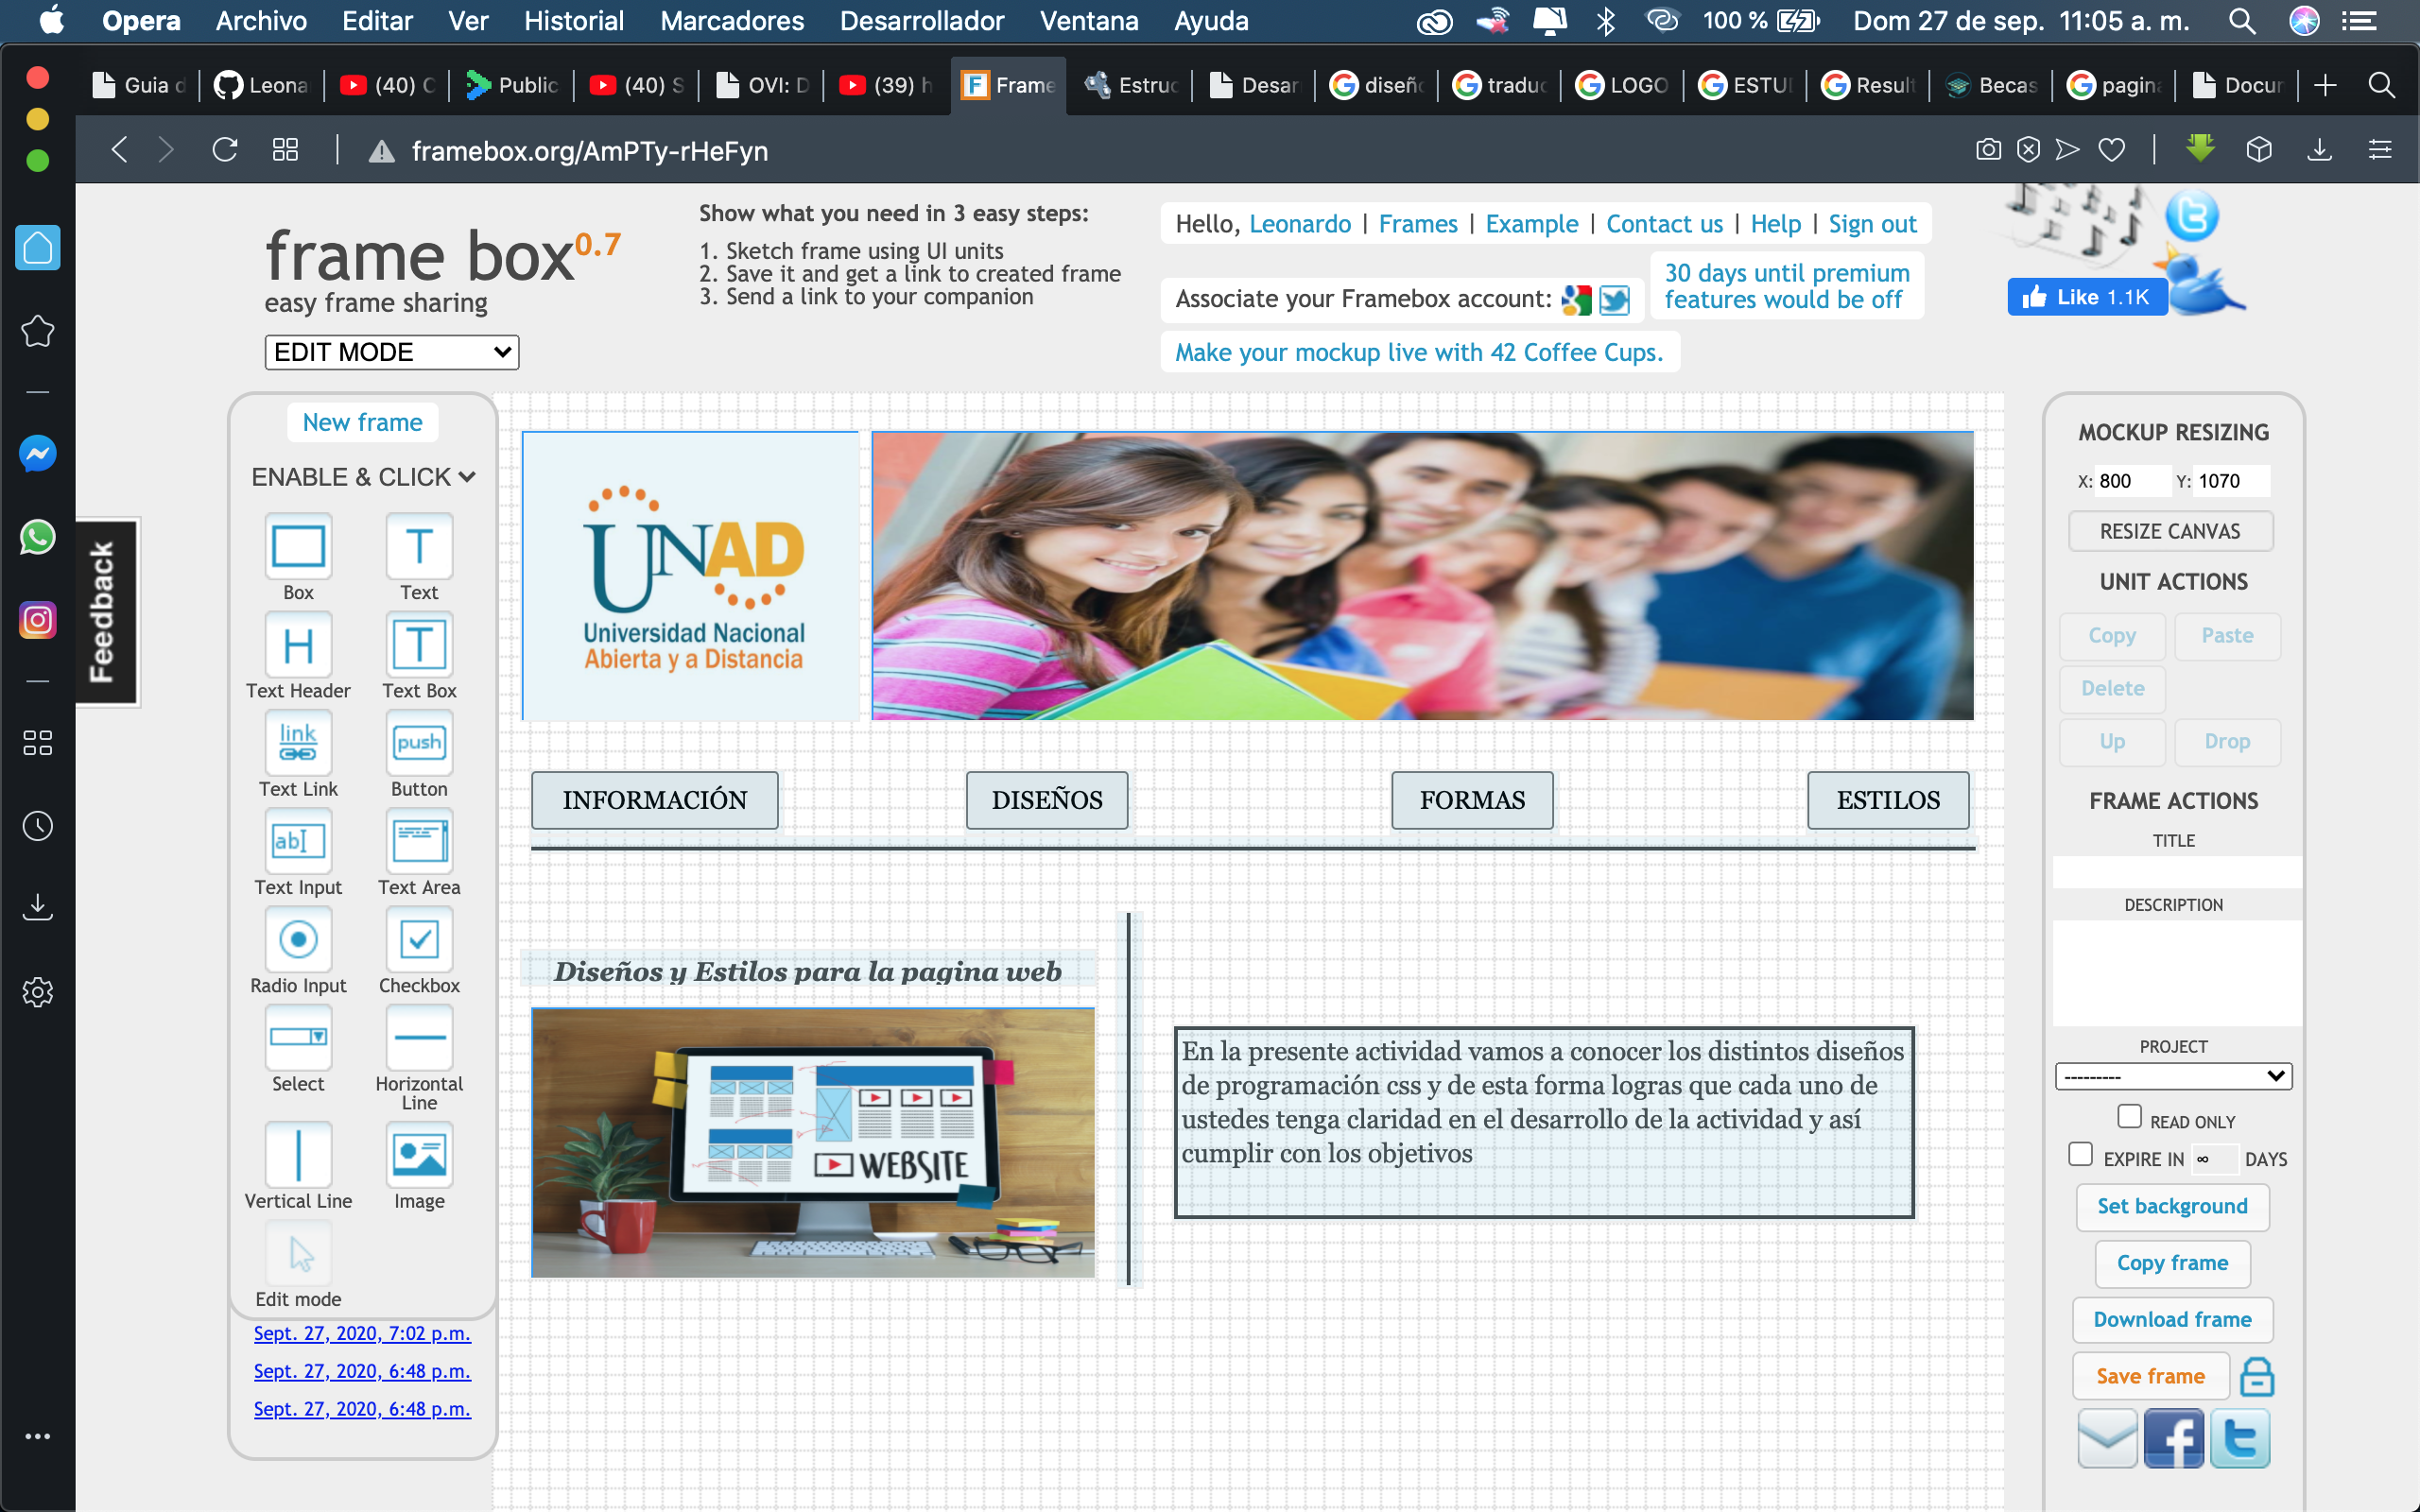 Opera Archivo Editar Ver Historial Marcadores Desarrollador Ventana Ayuda 100 % Dom 27 de sep. 11:05 a. m.
Guia d Leona (40) C Public (40) S OVI: D (39) h Frame Estruc Desar diseño traduc LOGO ESTUI Result Becas pagina Docur
framebox.org/AmPTy-rHeFyn
frame box 0.7
easy frame sharing
EDIT MODE
Show what you need in 3 easy steps:
1. Sketch frame using UI units
2. Save it and get a link to created frame
3. Send a link to your companion
Hello, Leonardo | Frames | Example | Contact us | Help | Sign out
Associate your Framebox account:
30 days until premium
features would be off
Make your mockup live with 42 Coffee Cups.
Like 1.1K
Feedback
New frame
ENABLE & CLICK
Box
T
Text
H
Text Header
T
Text Box
link
Text Link
push
Button
ab
Text Input
Text Area
Radio Input
Checkbox
Select
Horizontal
Line
Vertical Line
Image
Edit mode
Sept. 27, 2020, 7:02 p.m.
Sept. 27, 2020, 6:48 p.m.
Sept. 27, 2020, 6:48 p.m.
UNAD
Universidad Nacional
Abierta y a Distancia
INFORMACIÓN
DISEÑOS
FORMAS
ESTILOS
Diseños y Estilos para la pagina web
WEBSITE
En la presente actividad vamos a conocer los distintos diseños
de programación css y de esta forma logras que cada uno de
ustedes tenga claridad en el desarrollo de la actividad y así
cumplir con los objetivos
MOCKUP RESIZING
X: 800 Y: 1070
RESIZE CANVAS
UNIT ACTIONS
Copy Paste
Delete
Up Drop
FRAME ACTIONS
TITLE
DESCRIPTION
PROJECT
---------
READ ONLY
EXPIRE IN ∞ DAYS
Set background
Copy frame
Download frame
Save frame